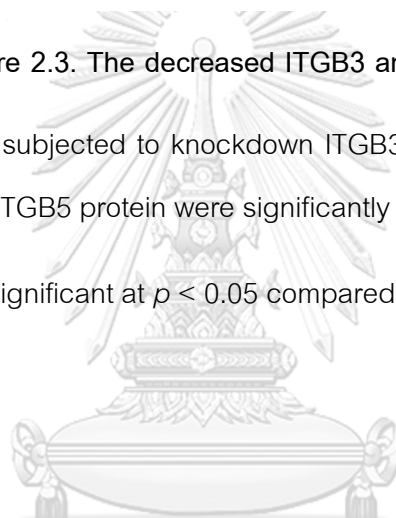 re 2.3. The decreased ITGB3 an
subjected to knockdown ITGB3
TGB5 protein were significantly
ignificant at p < 0.05 compared